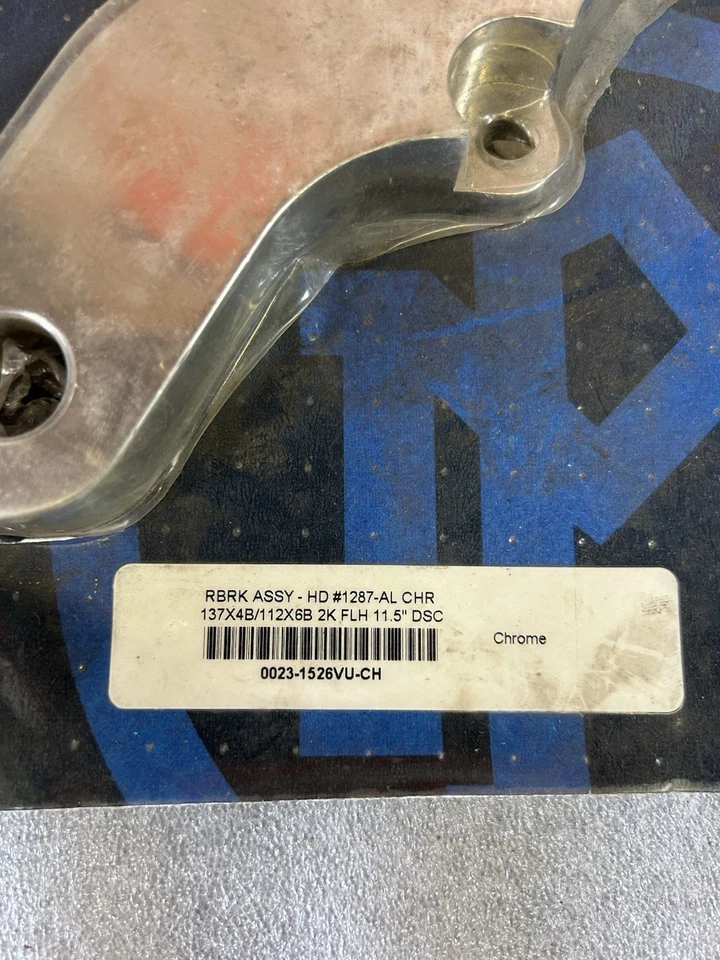 RBRK ASSY - HD #1287-AL CHR
137X4B/112X6B 2K FLH 11.5" DSC
Chrome
0023-1526VU-CH